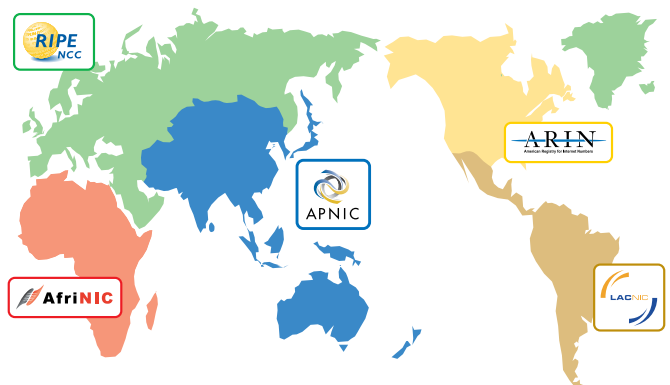 RIPE
NCC
ARIN
American Registry for Internet Numbers
APNIC
AfriNIC
LACNIC